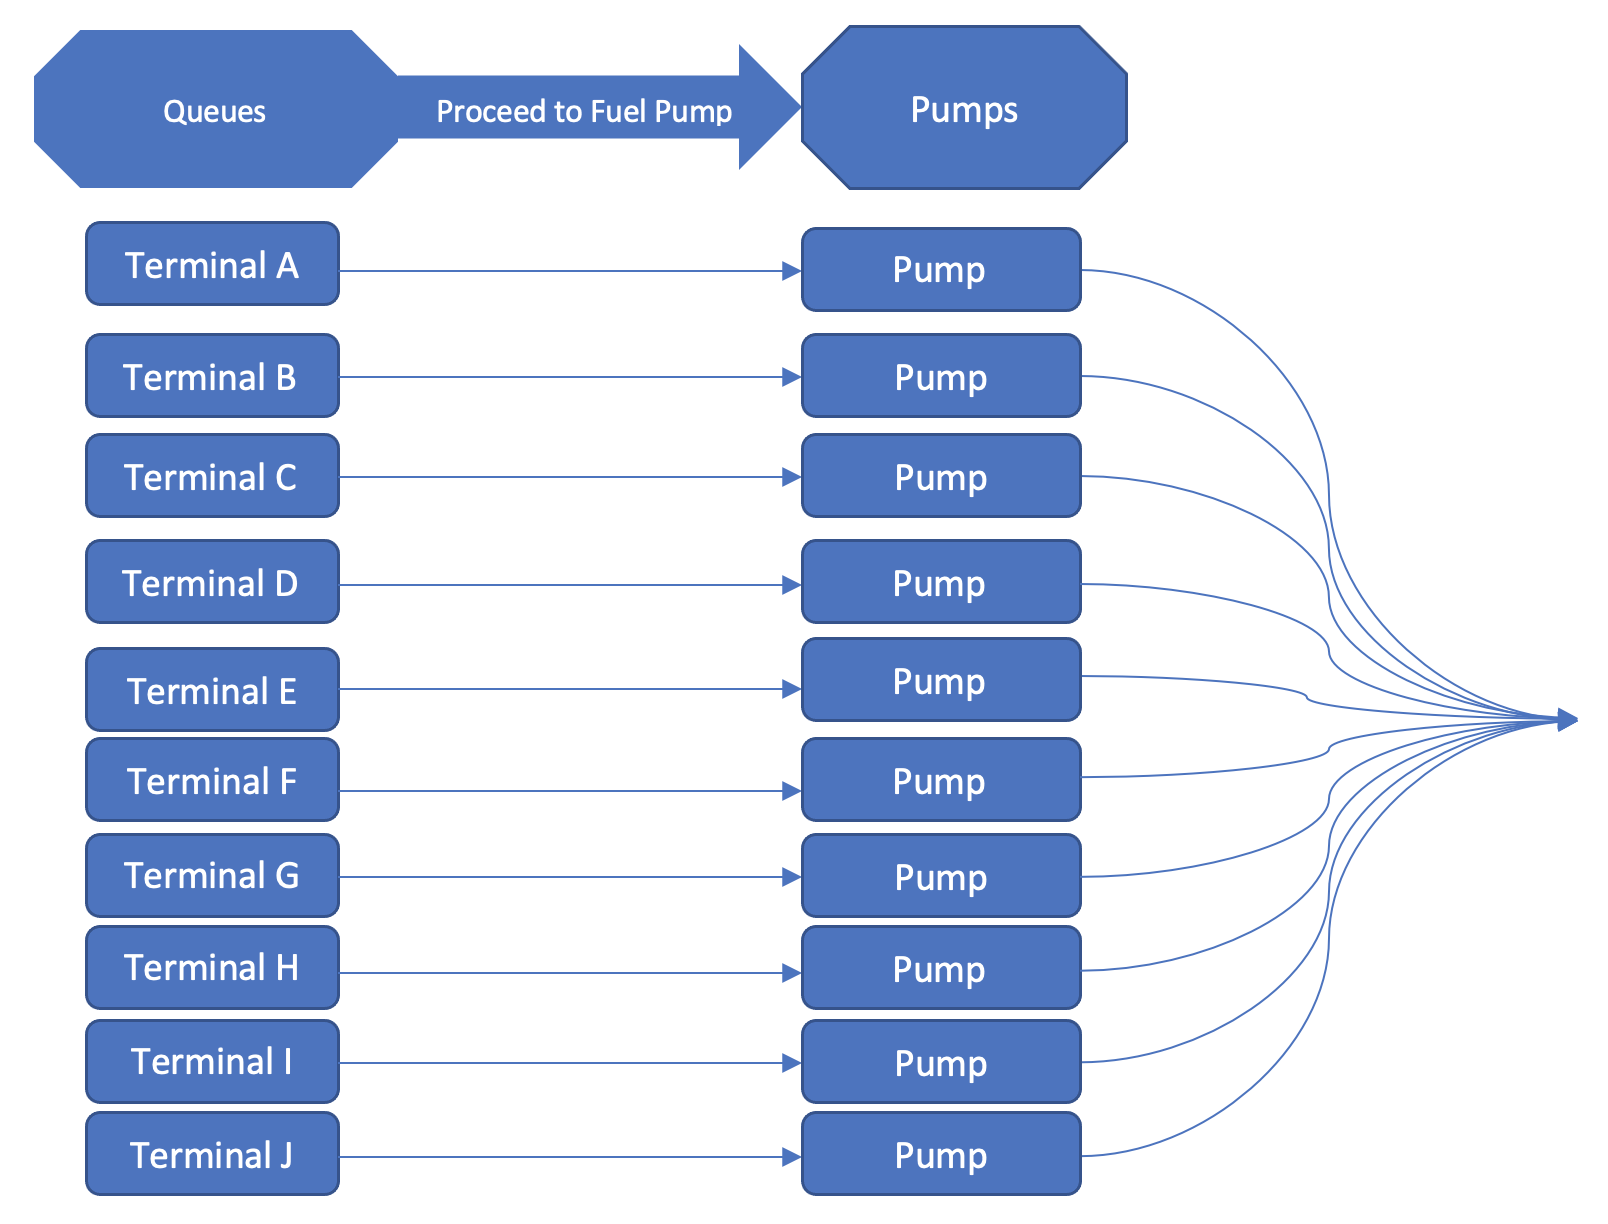 Queues
Proceed to Fuel Pump
Pumps
Terminal A
Pump
Terminal B
Pump
Terminal C
Pump
Terminal D
Pump
Terminal E
Pump
Terminal F
Pump
Terminal G
Pump
Terminal H
Pump
Terminal I
Pump
Terminal J
Pump